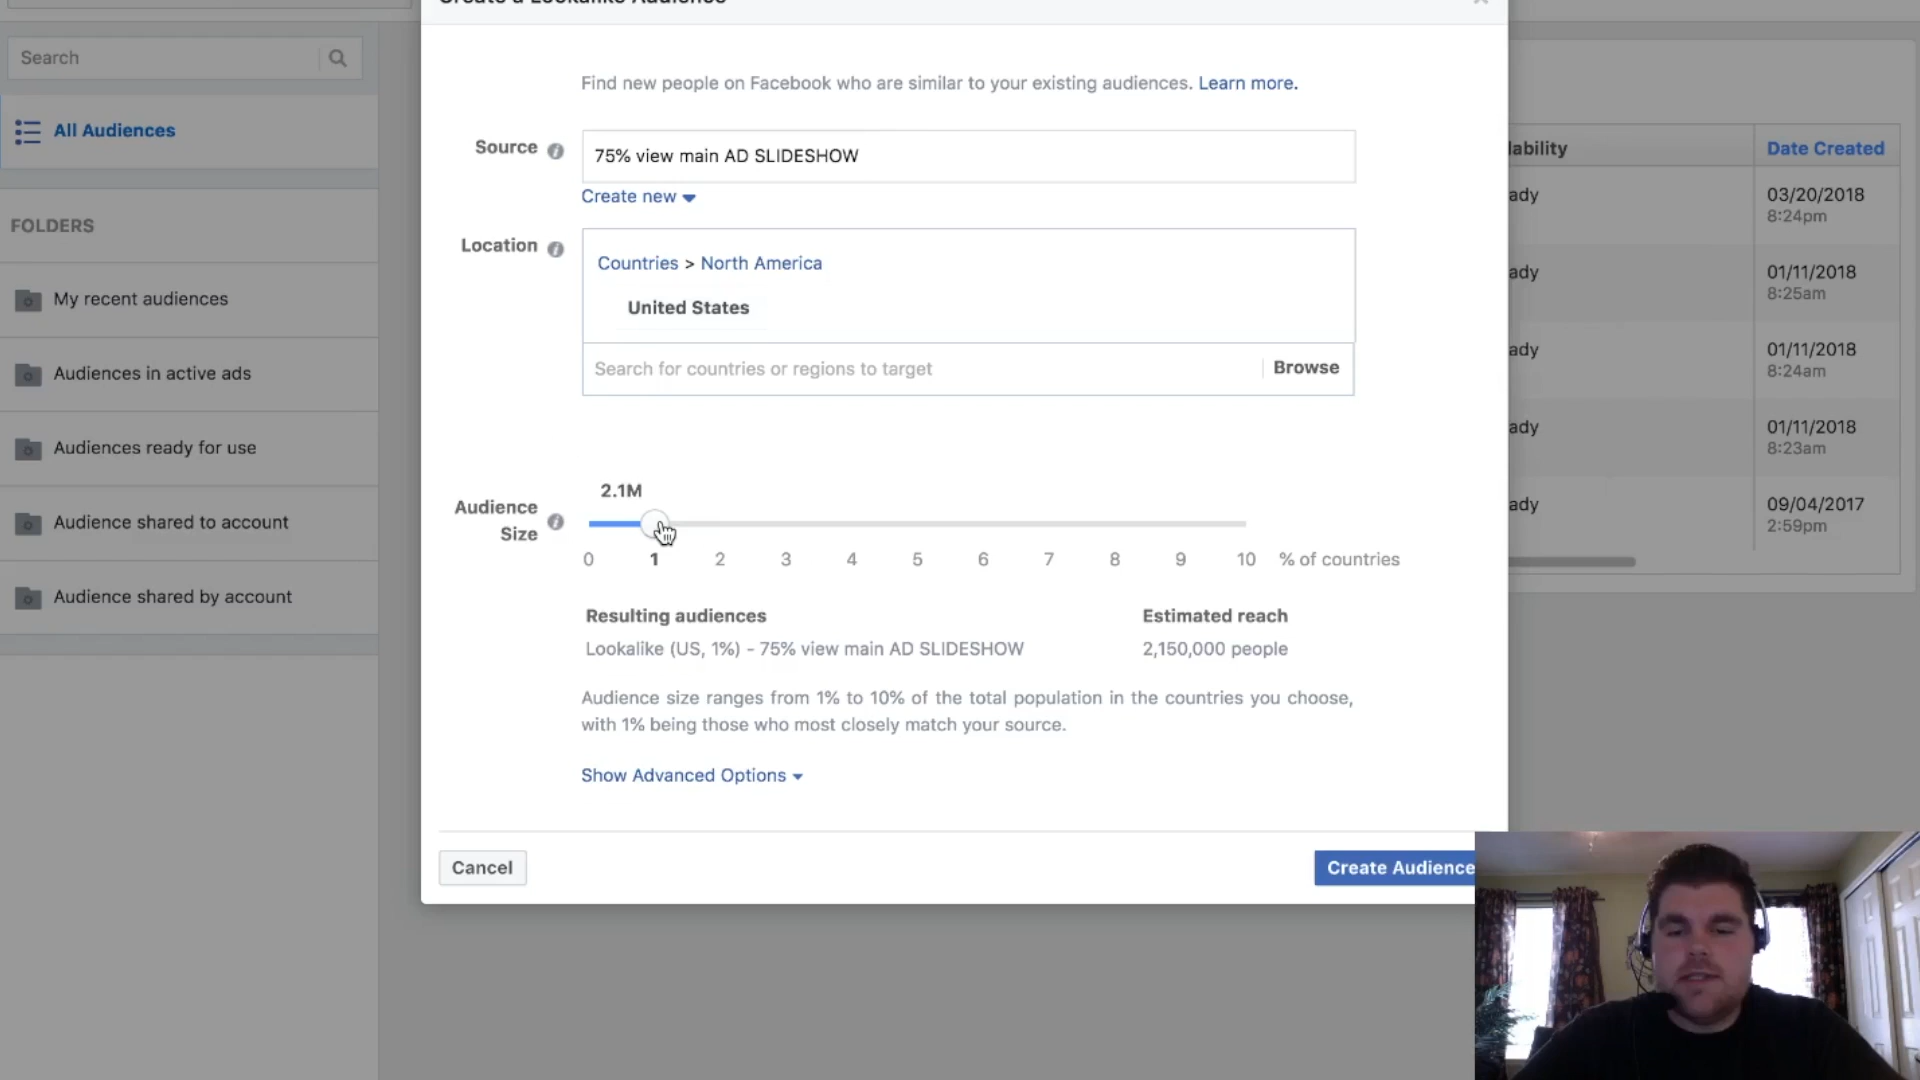 Create a Lookalike Audience
Search
All Audiences
FOLDERS
My recent audiences
Audiences in active ads
Audiences ready for use
Audience shared to account
Audience shared by account
Find new people on Facebook who are similar to your existing audiences. Learn more.
Source
75% view main AD SLIDESHOW
Create new
Location
Countries > North America
United States
Search for countries or regions to target
Browse
2.1M
Audience
Size
0 1 2 3 4 5 6 7 8 9 10 % of countries
Resulting audiences
Estimated reach
Lookalike (US, 1%) - 75% view main AD SLIDESHOW
2,150,000 people
Audience size ranges from 1% to 10% of the total population in the countries you choose,
with 1% being those who most closely match your source.
Show Advanced Options
Cancel
Create Audience
lability
Date Created
ady
03/20/2018
8:24pm
ady
01/11/2018
8:25am
ady
01/11/2018
8:24am
ady
01/11/2018
8:23am
ady
09/04/2017
2:59pm